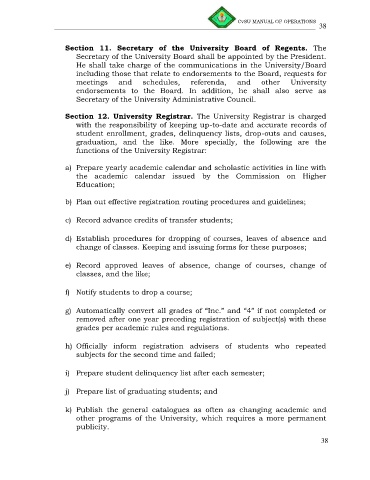 CvSU MANUAL OF OPERATIONS
38
Section 11. Secretary of the University Board of Regents. The
Secretary of the University Board shall be appointed by the President.
He shall take charge of the communications in the University/Board
including those that relate to endorsements to the Board, requests for
meetings and schedules, referenda, and other University
endorsements to the Board. In addition, he shall also serve as
Secretary of the University Administrative Council.
Section 12. University Registrar. The University Registrar is charged
with the responsibility of keeping up-to-date and accurate records of
student enrollment, grades, delinquency lists, drop-outs and causes,
graduation, and the like. More specially, the following are the
functions of the University Registrar:
a) Prepare yearly academic calendar and scholastic activities in line with
the academic calendar issued by the Commission on Higher
Education;
b) Plan out effective registration routing procedures and guidelines;
c) Record advance credits of transfer students;
d) Establish procedures for dropping of courses, leaves of absence and
change of classes. Keeping and issuing forms for these purposes;
e) Record approved leaves of absence, change of courses, change of
classes, and the like;
f) Notify students to drop a course;
g) Automatically convert all grades of “Inc.” and “4” if not completed or
removed after one year preceding registration of subject(s) with these
grades per academic rules and regulations.
h) Officially inform registration advisers of students who repeated
subjects for the second time and failed;
i) Prepare student delinquency list after each semester;
j) Prepare list of graduating students; and
k) Publish the general catalogues as often as changing academic and
other programs of the University, which requires a more permanent
publicity.
38